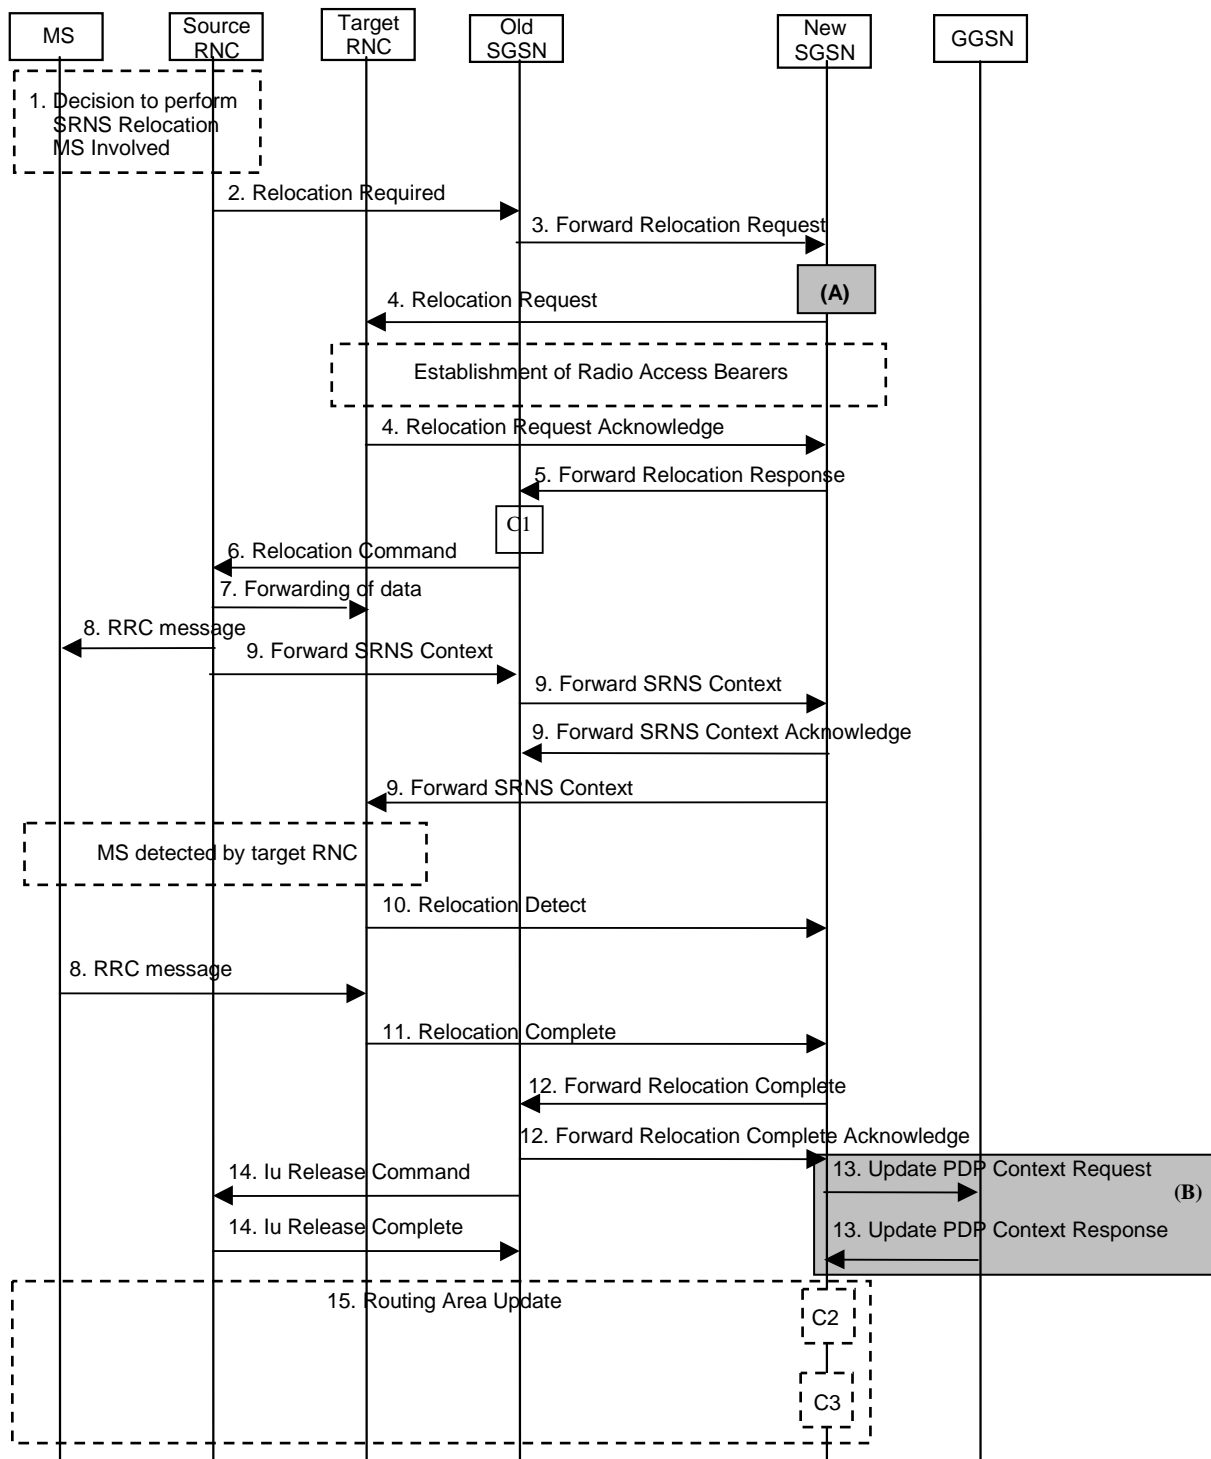 MS
Source
RNC
Target
RNC
Old
SGSN
New
SGSN
GGSN
1. Decision to perform
SRNS Relocation
MS Involved
2. Relocation Required
3. Forward Relocation Request
(A)
4. Relocation Request
Establishment of Radio Access Bearers
4. Relocation Request Acknowledge
5. Forward Relocation Response
C1
6. Relocation Command
7. Forwarding of data
8. RRC message
9. Forward SRNS Context
9. Forward SRNS Context
9. Forward SRNS Context Acknowledge
9. Forward SRNS Context
MS detected by target RNC
10. Relocation Detect
8. RRC message
11. Relocation Complete
12. Forward Relocation Complete
12. Forward Relocation Complete Acknowledge
14. Iu Release Command
13. Update PDP Context Request
(B)
14. Iu Release Complete
13. Update PDP Context Response
15. Routing Area Update
C2
C3